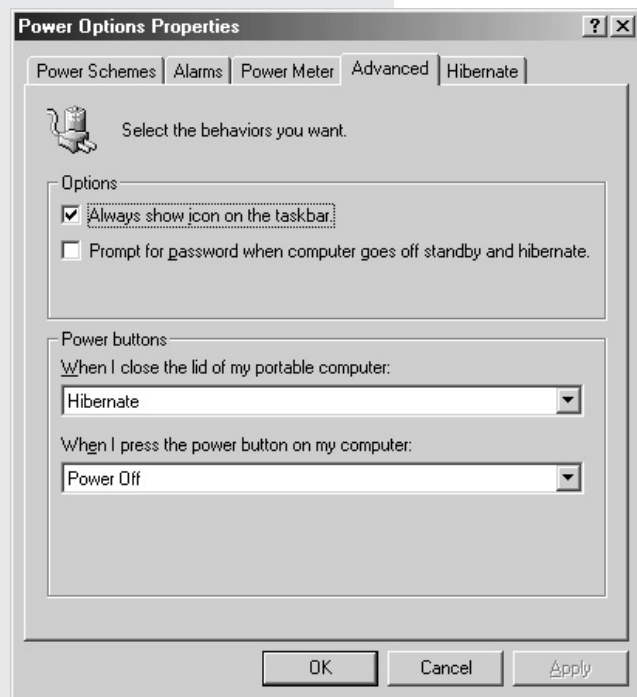 Power Options Properties
Power Schemes Alarms Power Meter Advanced Hibernate
Select the behaviors you want.
Options
Always show icon on the taskbar.
Prompt for password when computer goes off standby and hibernate.
Power buttons
When I close the lid of my portable computer:
Hibernate
When I press the power button on my computer:
Power Off
OK Cancel Apply